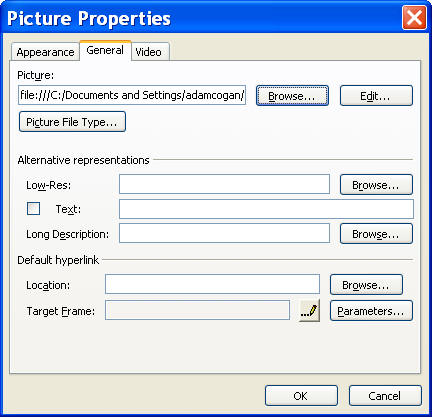 Picture Properties
Appearance General Video
Picture:
file:///C:/Documents and Settings/adamcogan/ Browse... Edit...
Picture File Type...
Alternative representations
Low-Res: Browse...
Text:
Long Description: Browse...
Default hyperlink
Location: Browse...
Target Frame: Parameters...
OK Cancel